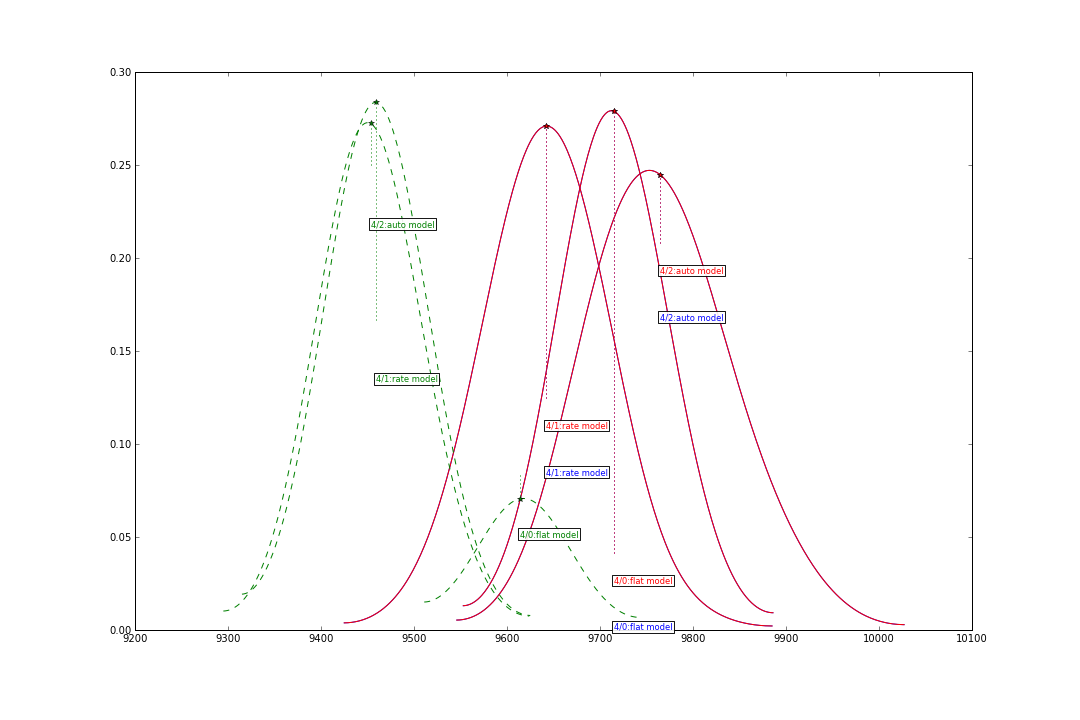 0.30
0.25
4/2:auto model
0.20
4/2:auto model
4/2:auto model
0.15
4/1:rate model
4/1:rate model
0.10
4/1:rate model
0.05
4/0:flat model
4/0:flat model
4/0:flat model
0.00
9200 9300 9400 9500 9600 9700 9800 9900 10000 10100